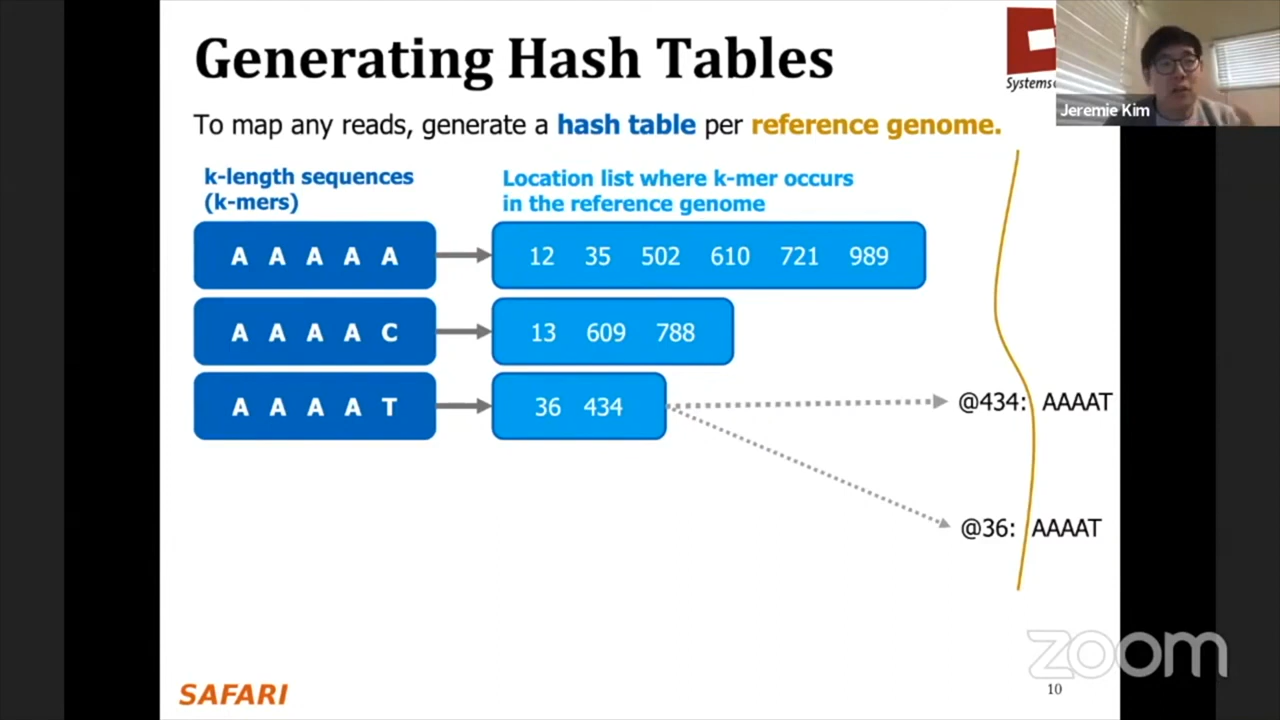 Generating Hash Tables
Systems
Jeremie Kim
To map any reads, generate a hash table per reference genome.
k-length sequences
(k-mers)
Location list where k-mer occurs
in the reference genome
A A A A A
12 35 502 610 721 989
A A A A C
13 609 788
A A A A T
36 434
@434: AAAAT
@36: AAAAT
zoom
SAFARI
10